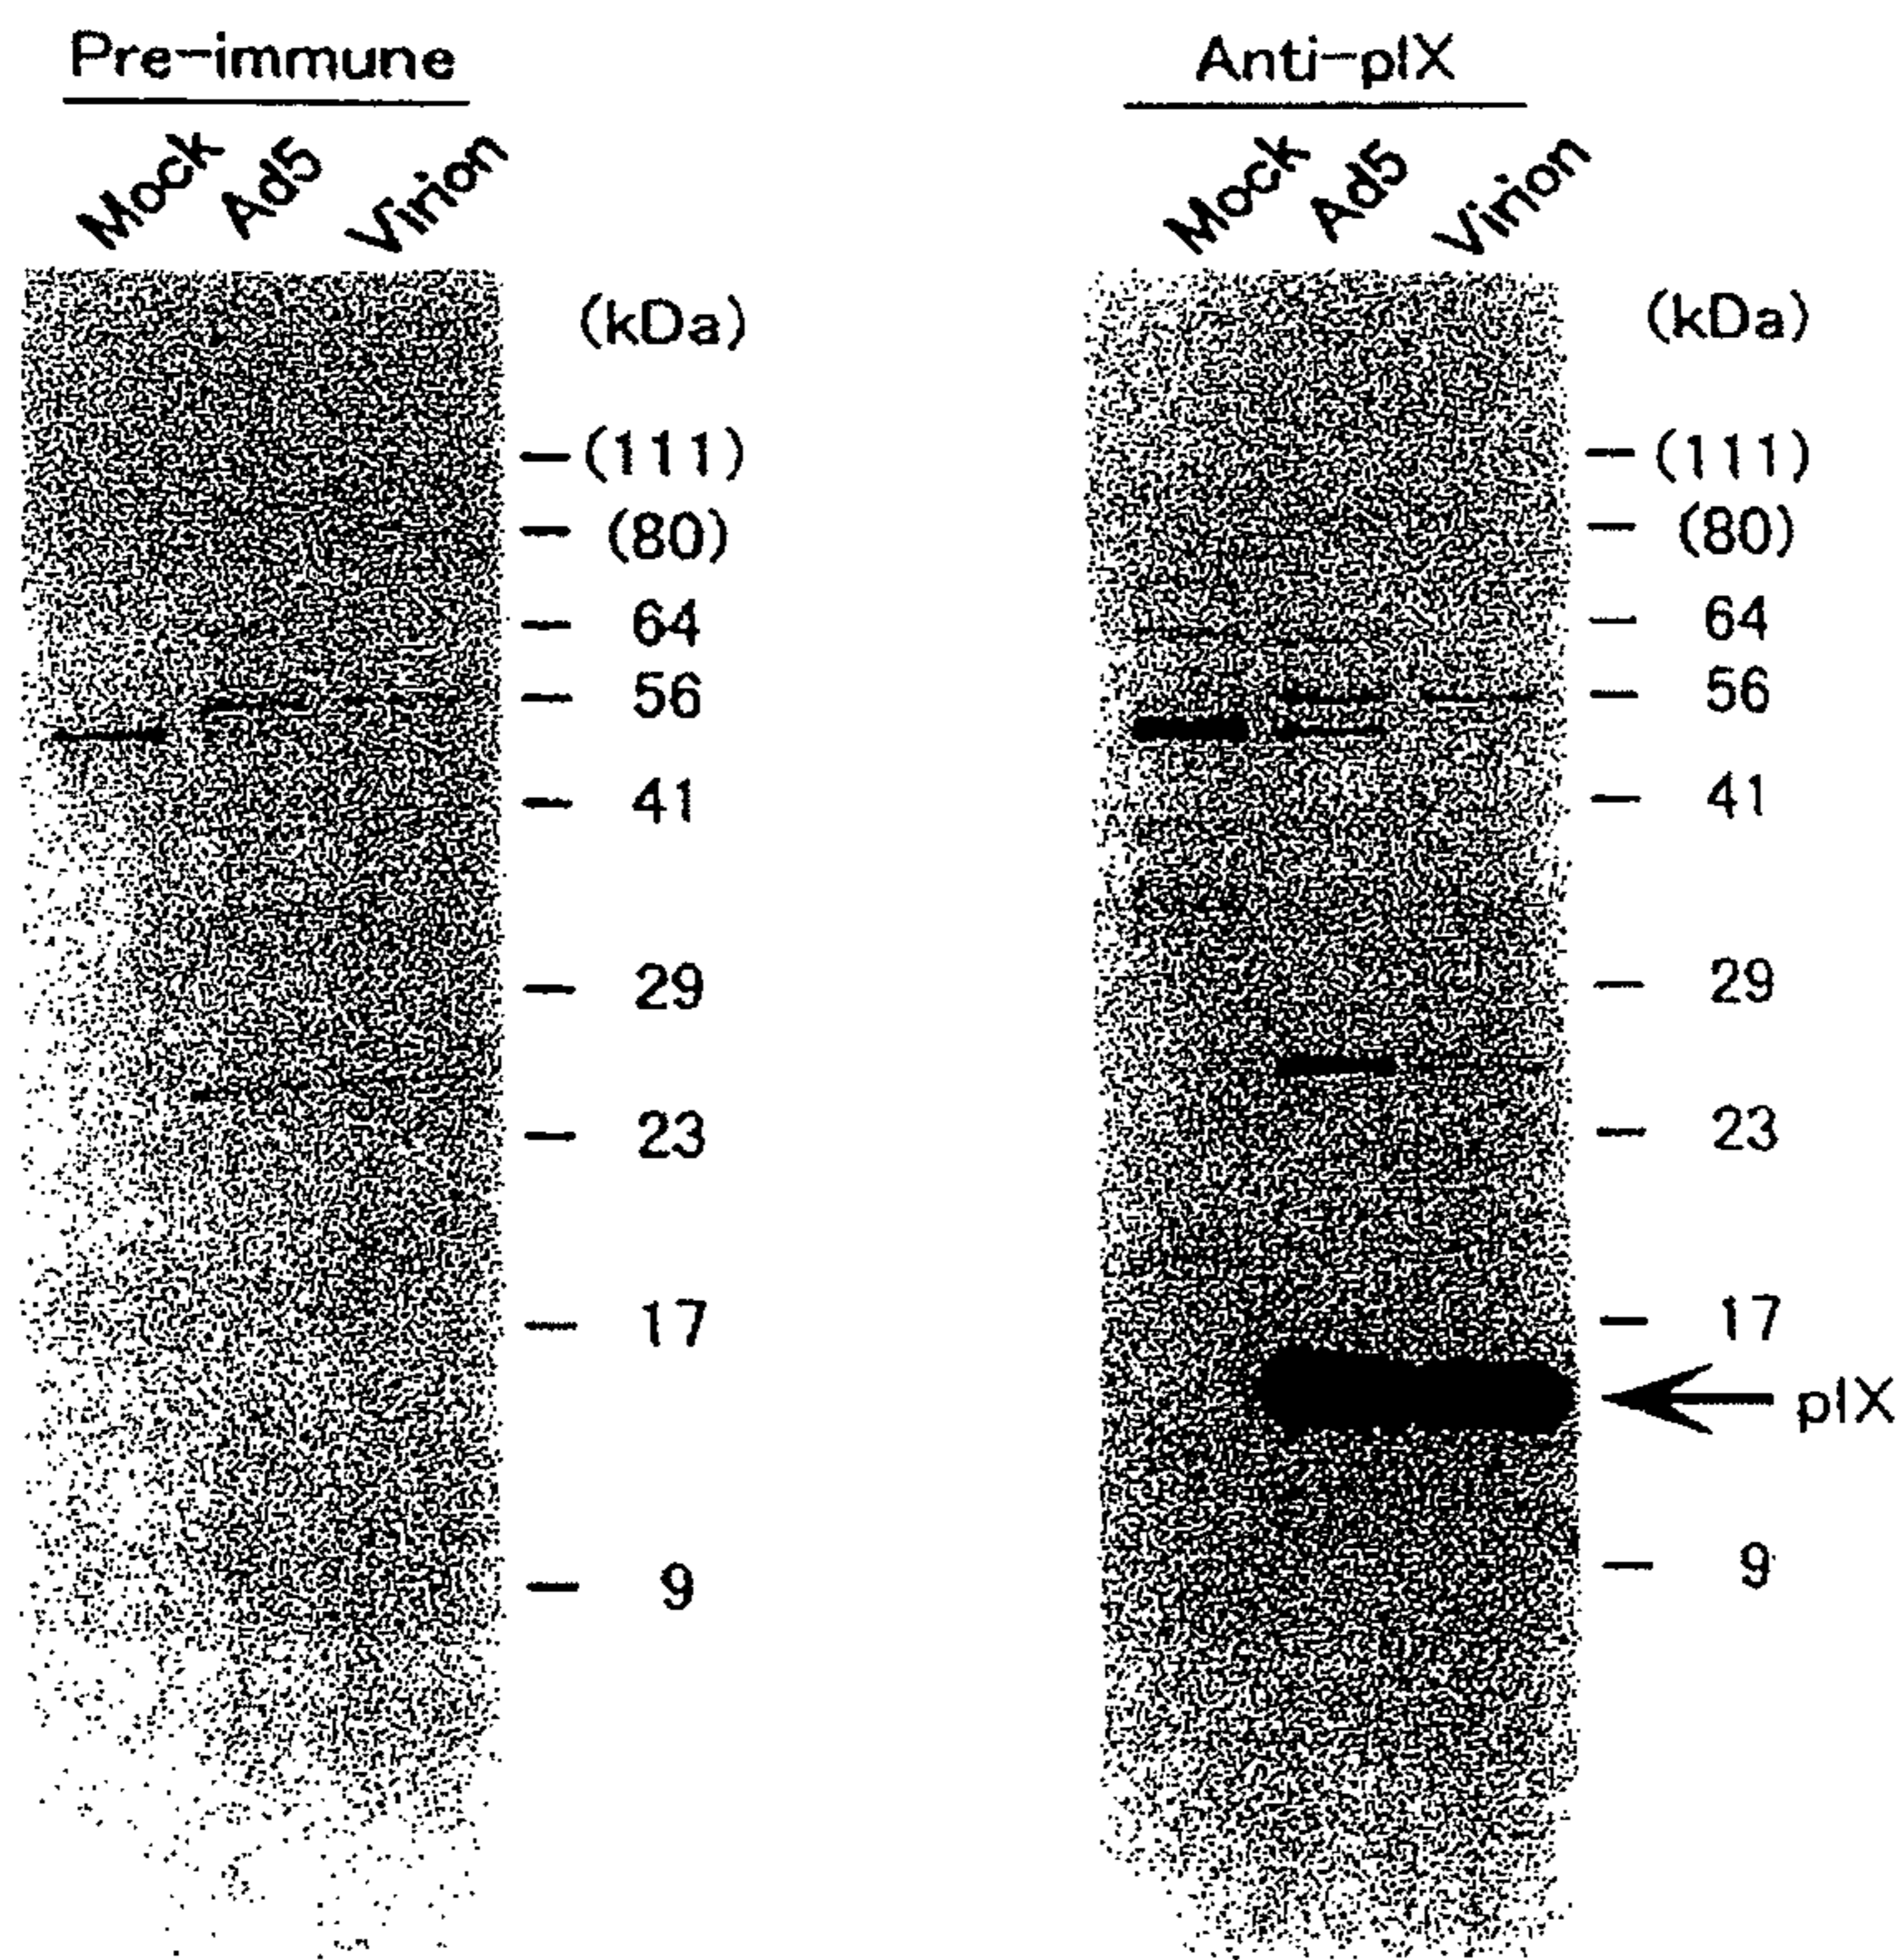 Pre-immune
Mock Ad5 Virion
(kDa)
(111)
(80)
64
56
41
29
23
17
9
Anti-pIX
Mock Ad5 Virion
(kDa)
(111)
(80)
64
56
41
29
23
17
pIX
9